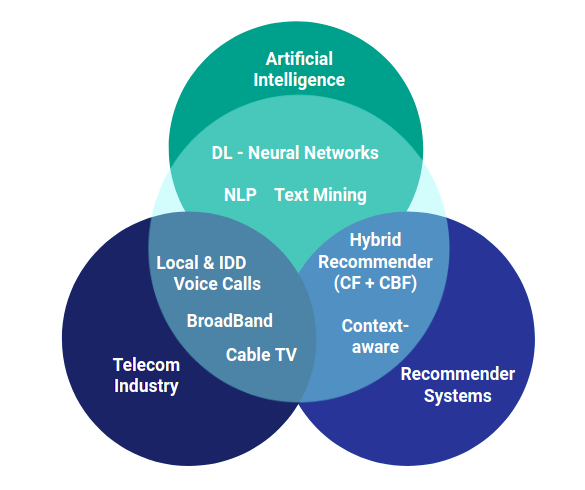 Artificial
Intelligence
DL - Neural Networks
NLP Text Mining
Local & IDD
Voice Calls
BroadBand
Cable TV
Hybrid
Recommender
(CF + CBF)
Context-
aware
Telecom
Industry
Recommender
Systems